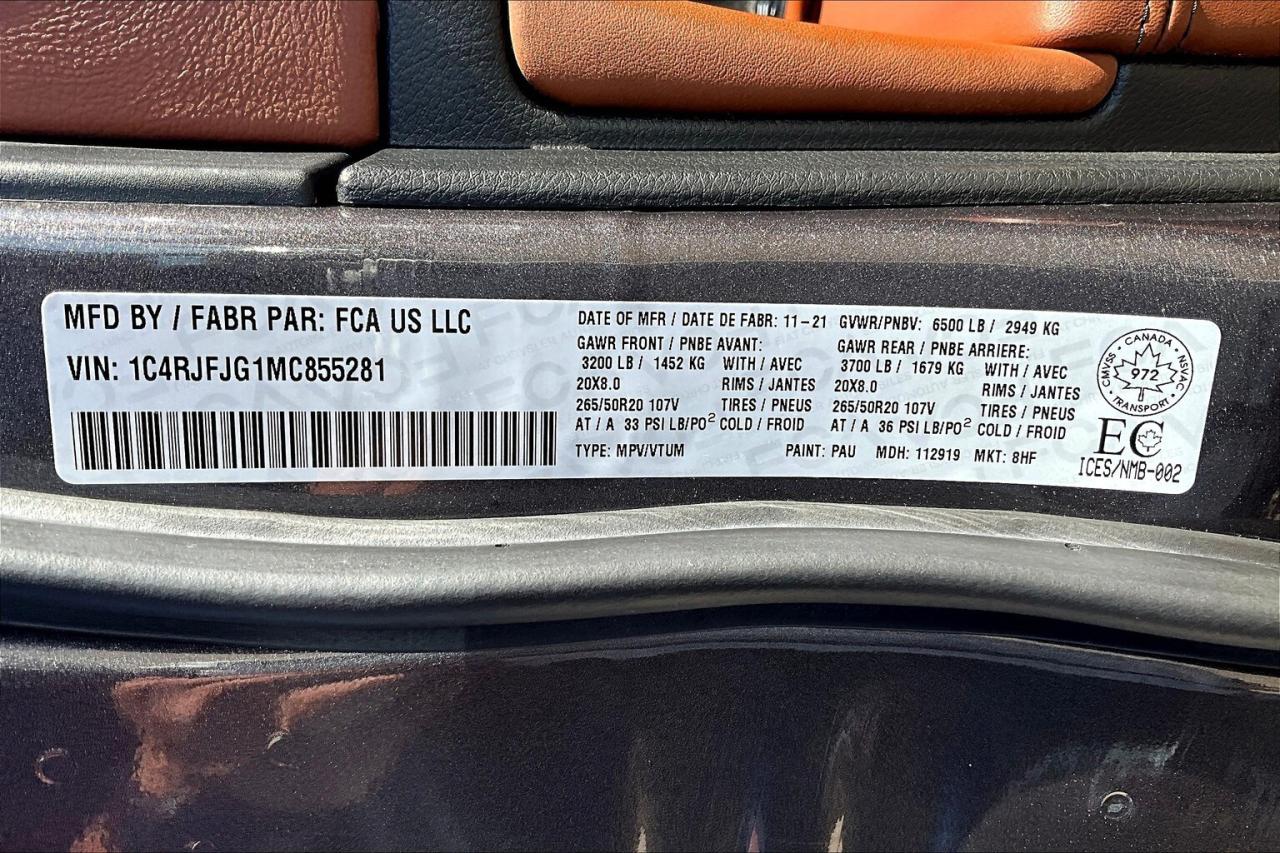 MFD BY / FABR PAR: FCA US LLC
VIN: 1C4RJFJG1MC855281
DATE OF MFR / DATE DE FABR: 11-21 GVWR/PNBV: 6500 LB / 2949 KG
GAWR FRONT / PNBE AVANT:
3200 LB / 1452 KG WITH / AVEC
20X8.0 RIMS / JANTES
265/50R20 107V TIRES / PNEUS
AT / A 33 PSI LB/PO² COLD / FROID
GAWR REAR / PNBE ARRIERE:
3700 LB / 1679 KG WITH / AVEC
20X8.0 RIMS / JANTES
265/50R20 107V TIRES / PNEUS
AT / A 36 PSI LB/PO² COLD / FROID
TYPE: MPV/VTUM PAINT: PAU MDH: 112919 MKT: 8HF
CANADA
CMVSS 972 NSVAC
TRANSPORT
EC
ICES/NMB-002